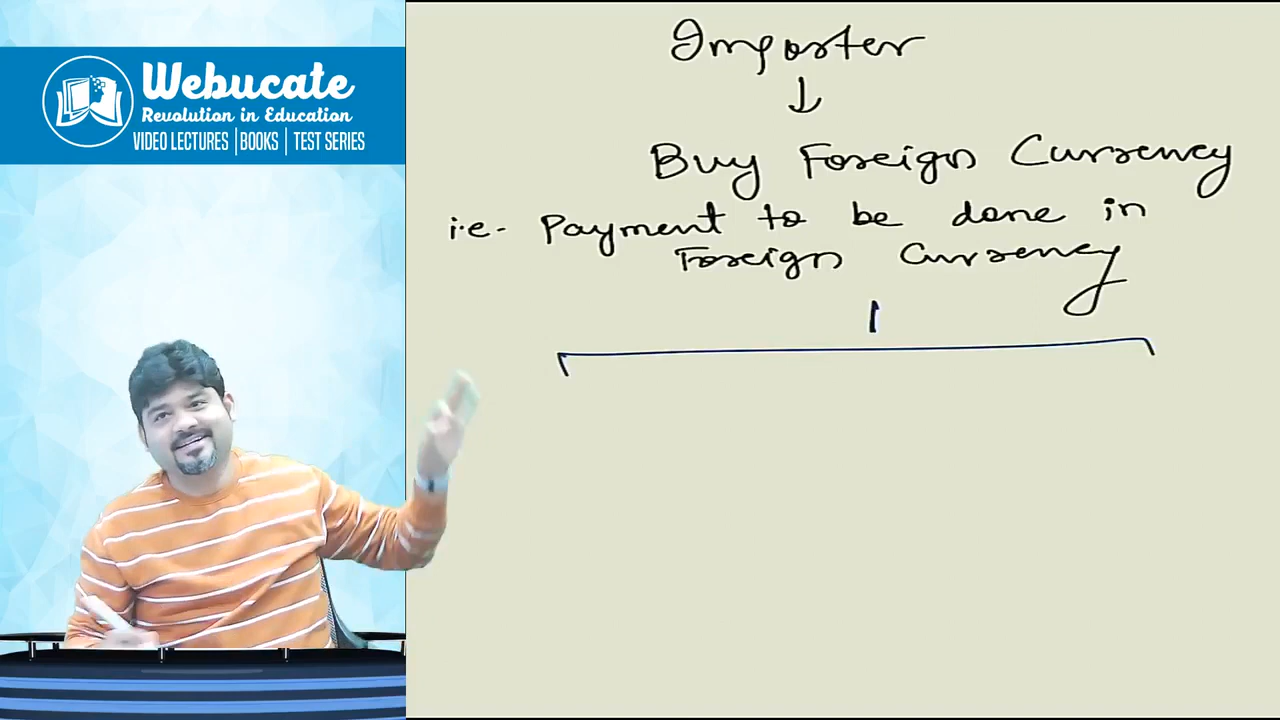 Webucate
Revolution in Education
VIDEO LECTURES | BOOKS | TEST SERIES
Importer
↓
Buy Foreign Currency
i.e. Payment to be done in
Foreign Currency